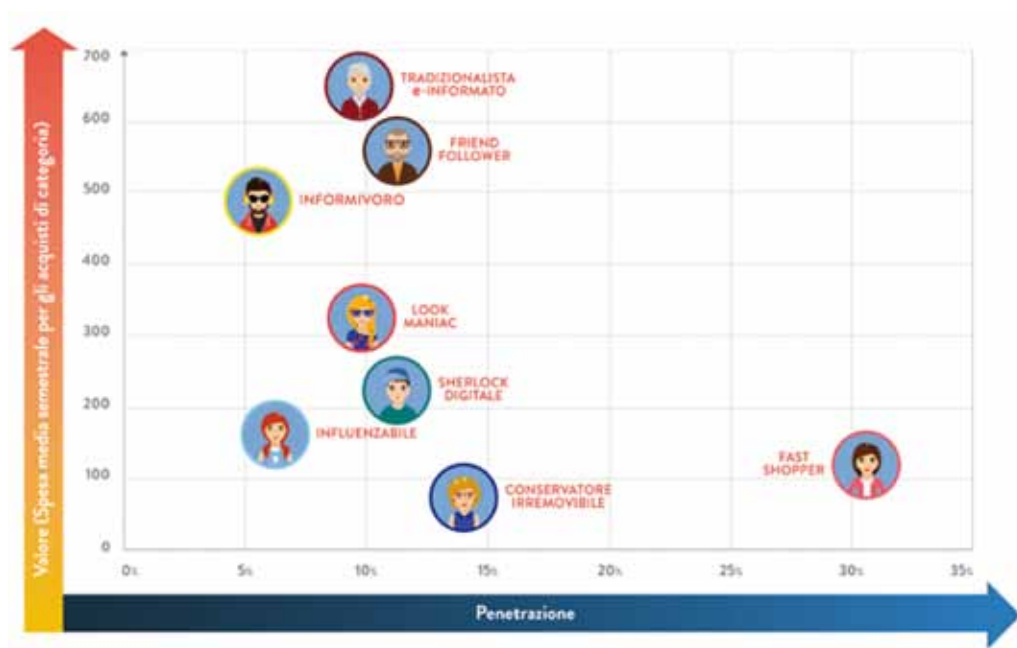 Valore (Spesa media semestrale per gli acquisti di categoria)
700
600
500
400
300
200
100
0
TRADIZIONALISTA
e-INFORMATO
FRIEND
FOLLOWER
INFORMIVORO
LOOK
MANIAC
SHERLOCK
DIGITALE
INFLUENZABILE
FAST
SHOPPER
CONSERVATORE
IRREMOVIBILE
0% 5% 10% 15% 20% 25% 30% 35%
Penetrazione